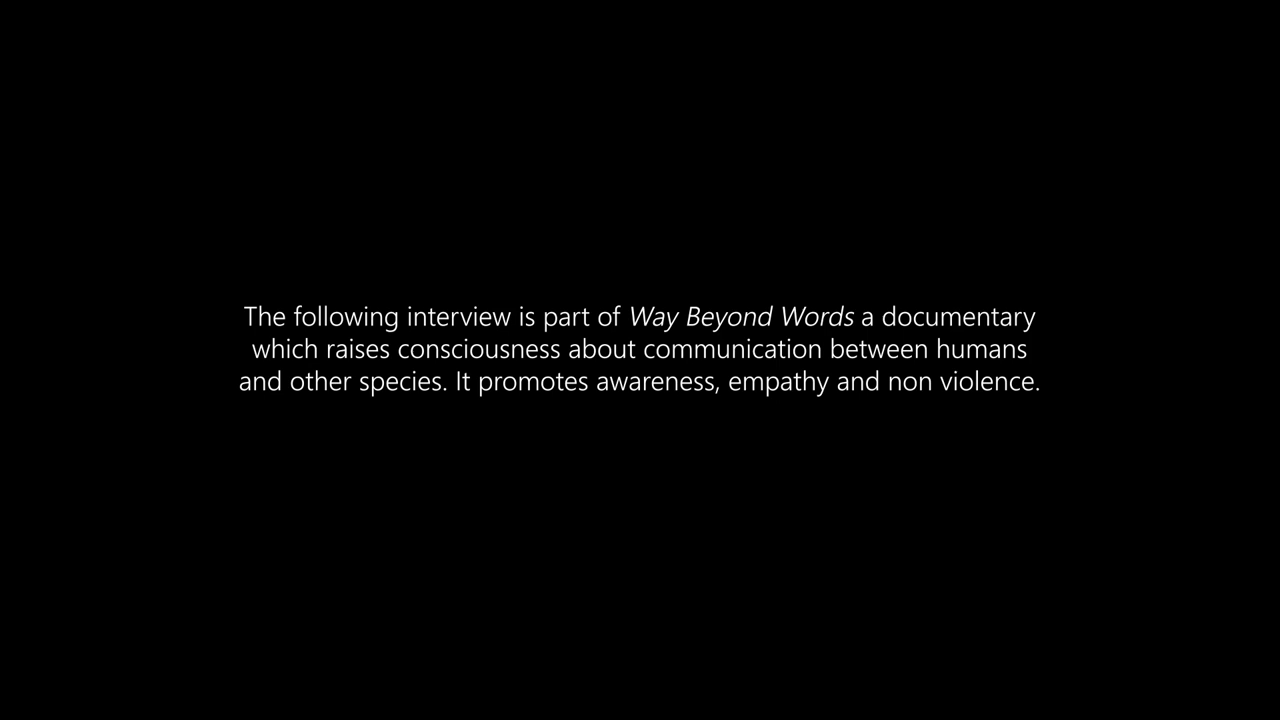 The following interview is part of Way Beyond Words a documentary
which raises consciousness about communication between humans
and other species. It promotes awareness, empathy and non violence.